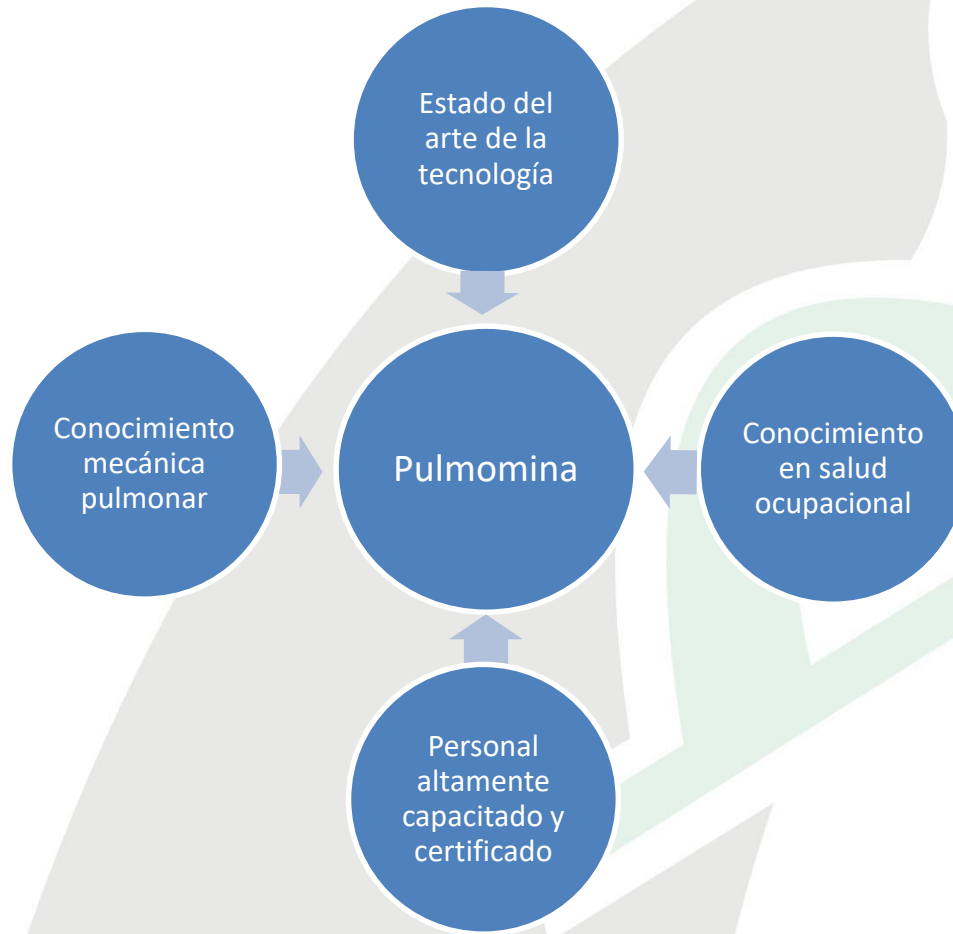 Estado del
arte de la
tecnología
Conocimiento
mecánica
pulmonar
Pulmomina
Conocimiento
en salud
ocupacional
Personal
altamente
capacitado y
certificado